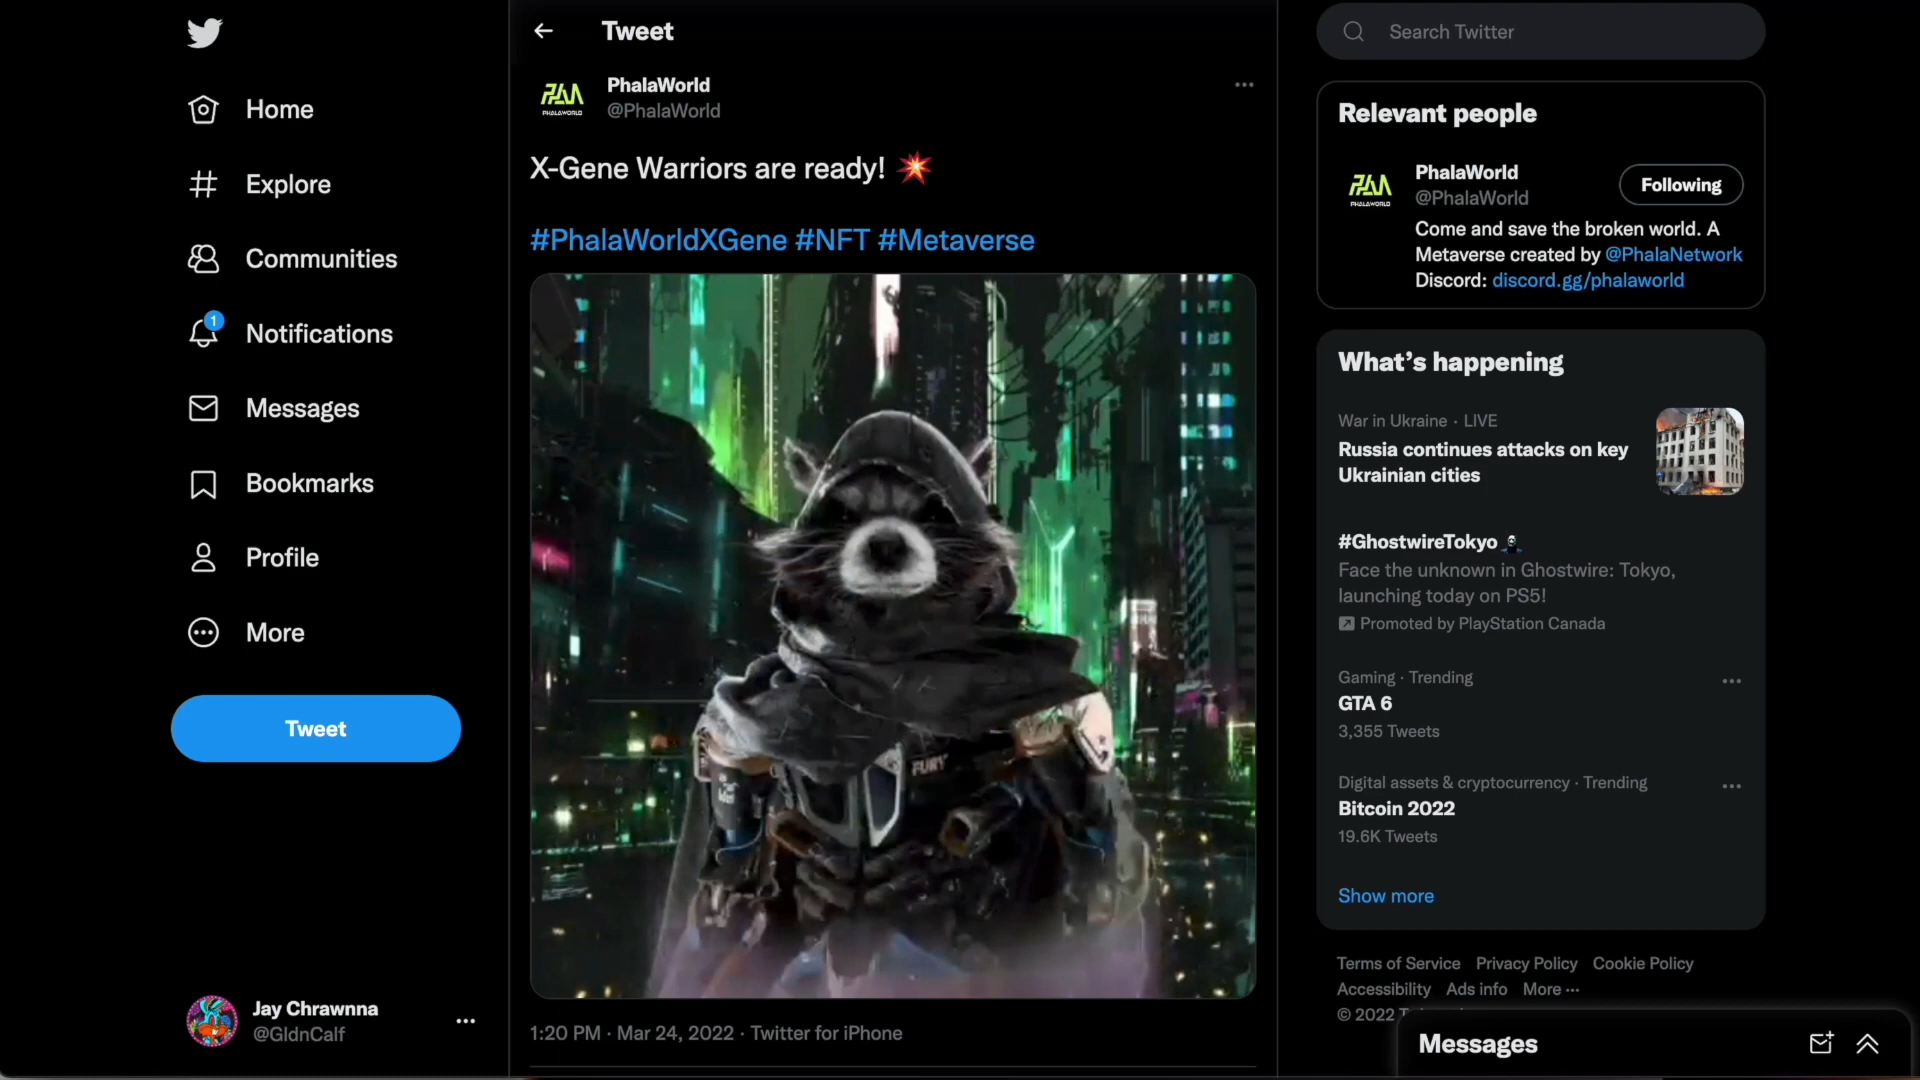 Home
Explore
Communities
1
Notifications
Messages
Bookmarks
Profile
More
Tweet
Jay Chrawnna
@GldnCalf
Tweet
PHALAWORLD
PhalaWorld
@PhalaWorld
X-Gene Warriors are ready! 💥
#PhalaWorldXGene #NFT #Metaverse
FURY
1:20 PM · Mar 24, 2022 · Twitter for iPhone
Search Twitter
Relevant people
PHALAWORLD
PhalaWorld
@PhalaWorld
Following
Come and save the broken world. A
Metaverse created by @PhalaNetwork
Discord: discord.gg/phalaworld
What’s happening
War in Ukraine · LIVE
Russia continues attacks on key
Ukrainian cities
#GhostwireTokyo
Face the unknown in Ghostwire: Tokyo,
launching today on PS5!
Promoted by PlayStation Canada
Gaming · Trending
GTA 6
3,355 Tweets
Digital assets & cryptocurrency · Trending
Bitcoin 2022
19.6K Tweets
Show more
Terms of Service Privacy Policy Cookie Policy
Accessibility Ads info More ···
© 2022
Messages